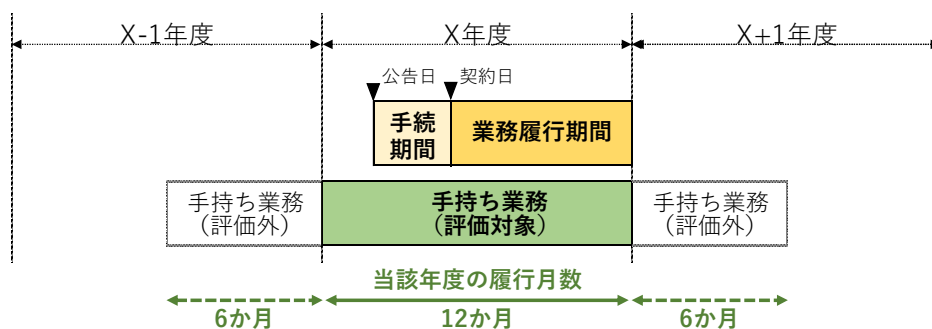 X-1年度
X年度
X+1年度
公告日
契約日
手続
期間
業務履行期間
手持ち業務
（評価外）
手持ち業務
（評価対象）
手持ち業務
（評価外）
当該年度の履行月数
6か月
12か月
6か月